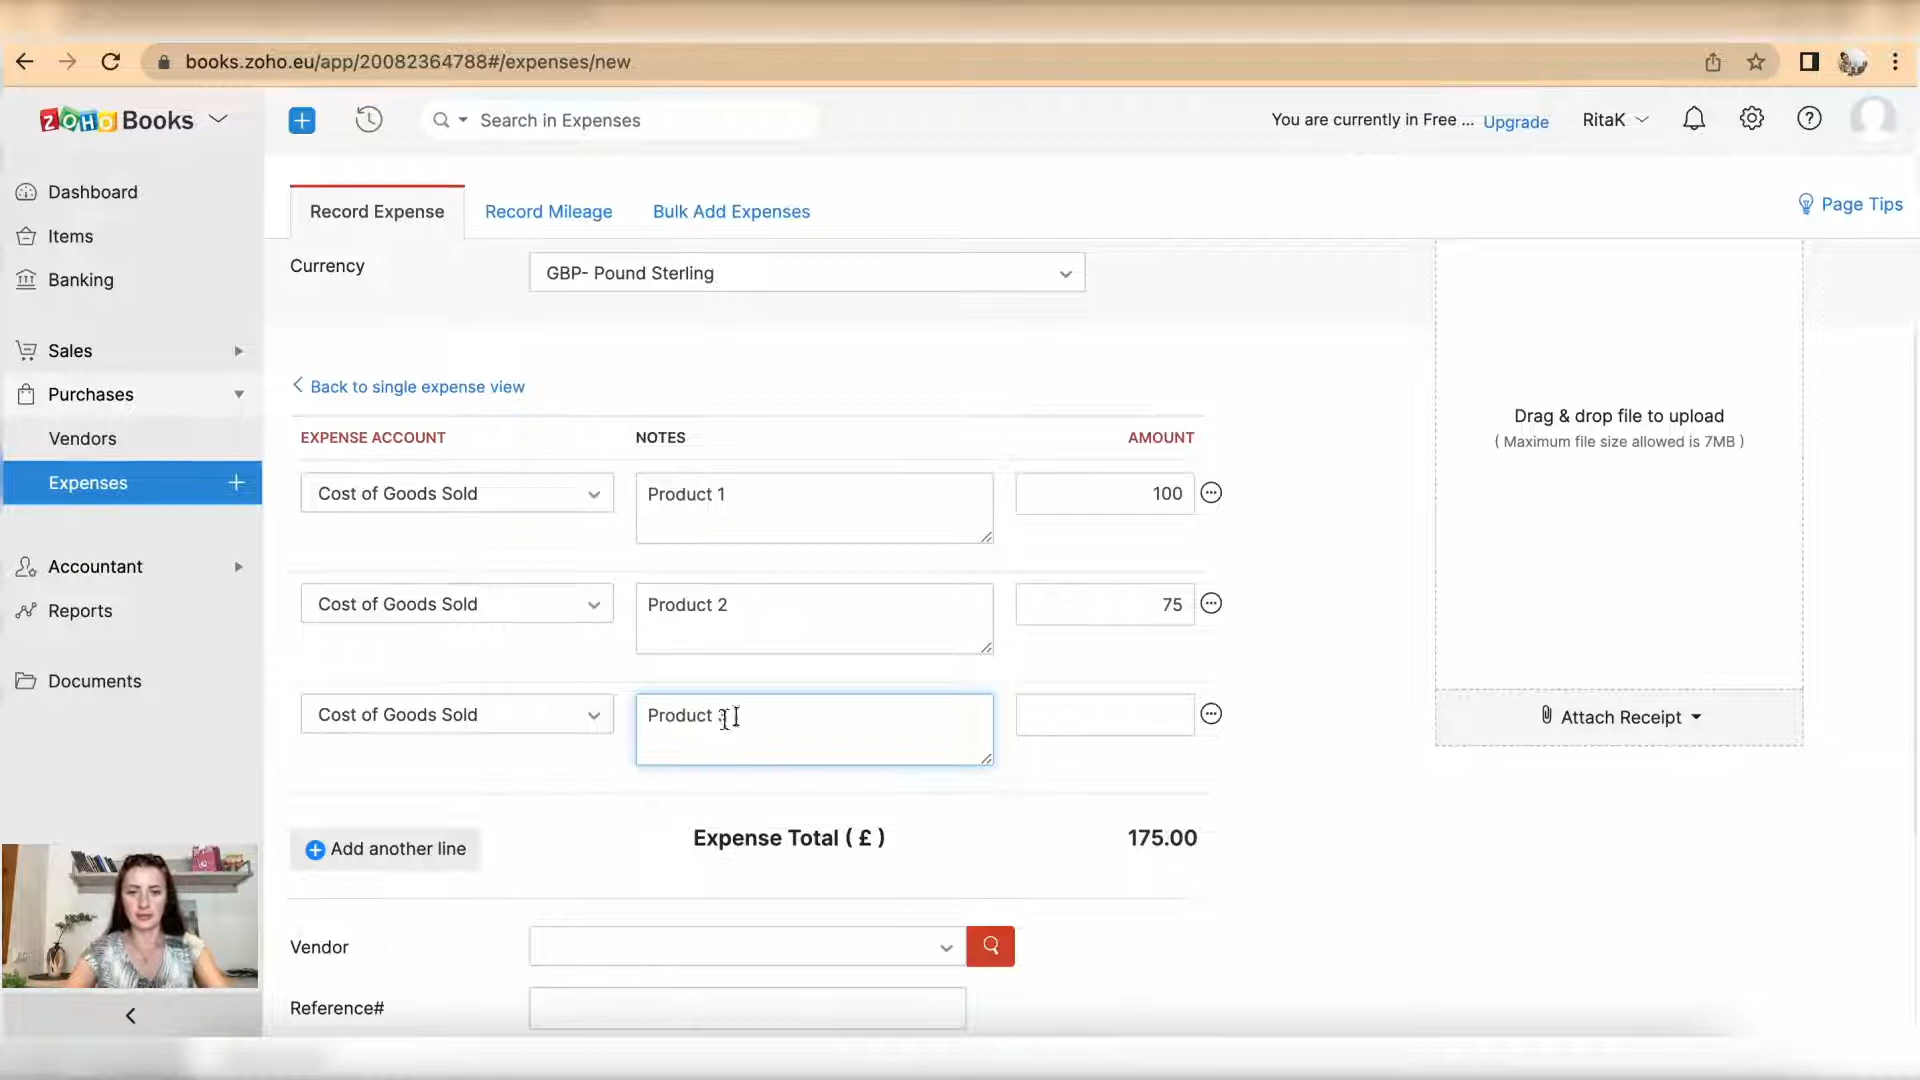 books.zoho.eu/app/20082364788#/expenses/new
ZOHO Books
Search in Expenses
You are currently in Free ... Upgrade
RitaK
Dashboard
Items
Banking
Sales
Purchases
Vendors
Expenses
Accountant
Reports
Documents
Record Expense
Record Mileage
Bulk Add Expenses
Page Tips
Currency
GBP- Pound Sterling
Back to single expense view
EXPENSE ACCOUNT
NOTES
AMOUNT
Cost of Goods Sold
Product 1
100
Cost of Goods Sold
Product 2
75
Cost of Goods Sold
Product 3
Add another line
Expense Total ( £ )
175.00
Vendor
Reference#
Drag & drop file to upload
( Maximum file size allowed is 7MB )
Attach Receipt